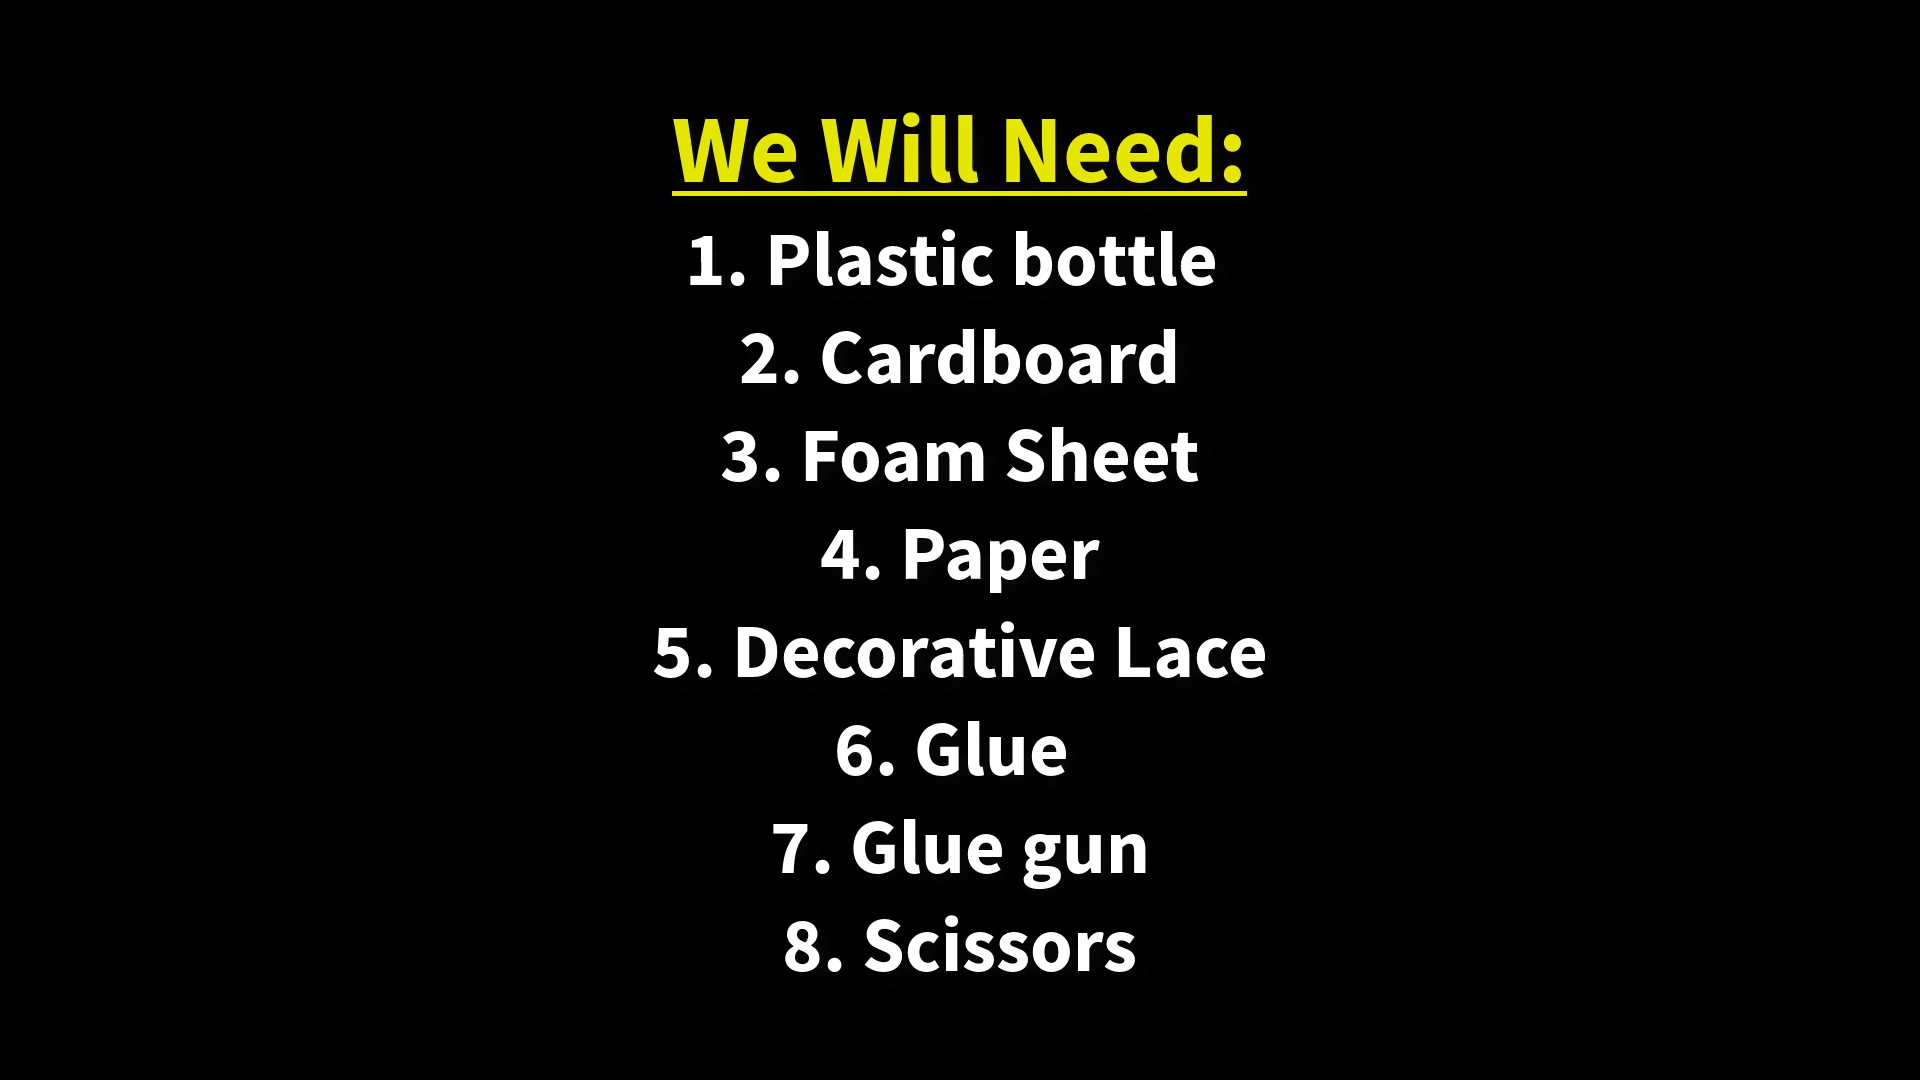 We Will Need:
1. Plastic bottle
2. Cardboard
3. Foam Sheet
4. Paper
5. Decorative Lace
6. Glue
7. Glue gun
8. Scissors